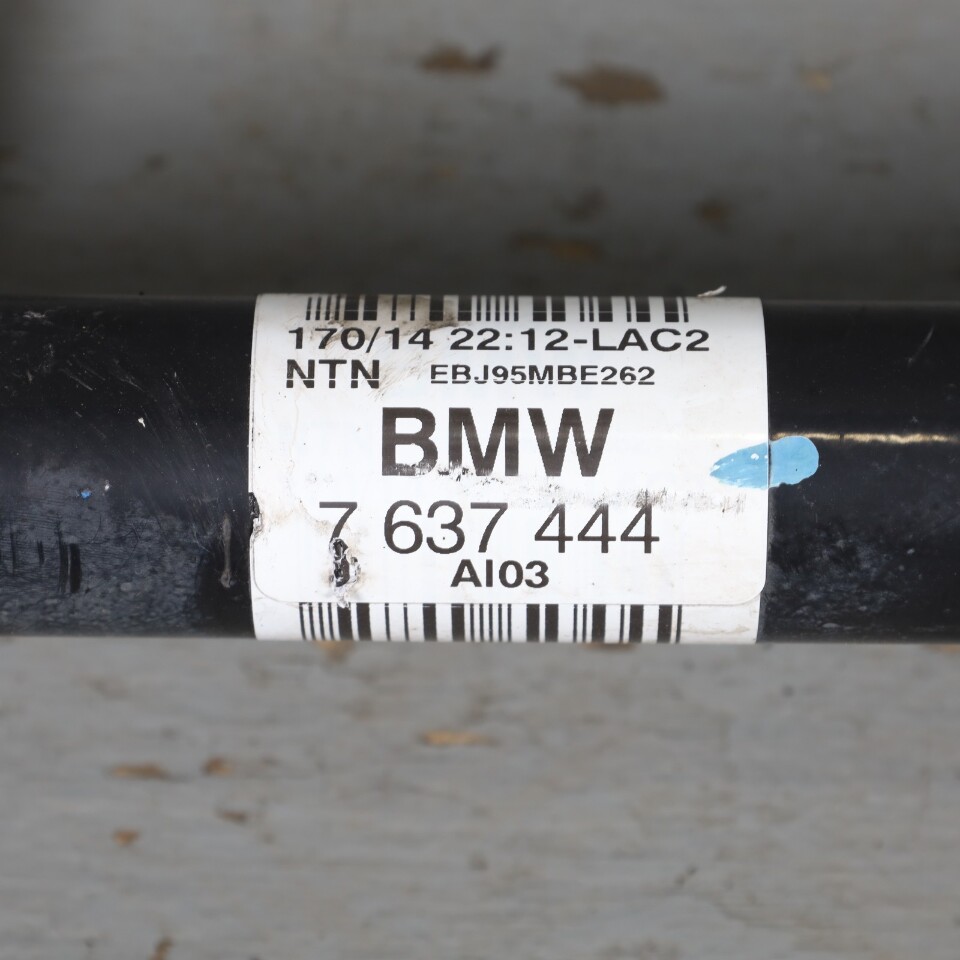 170/14 22:12-LAC2
NTN EBJ95MBE262
BMW
7 637 444
AI03